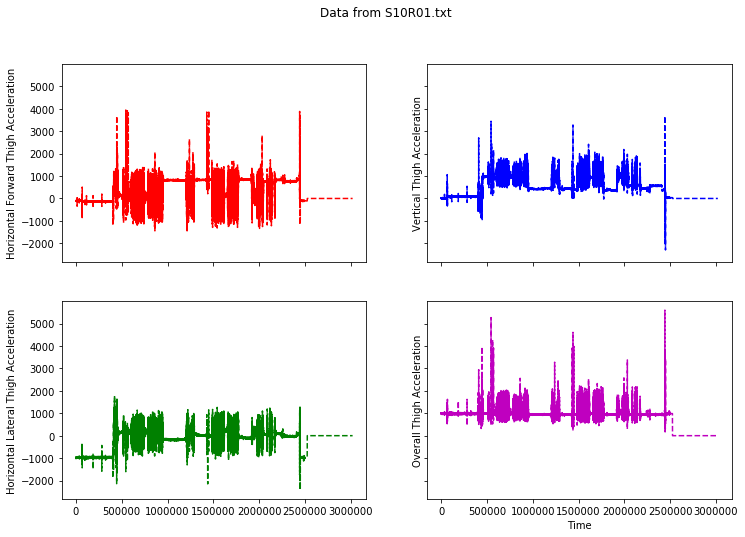 Data from S10R01.txt
Horizontal Forward Thigh Acceleration
5000
4000
3000
2000
1000
0
−1000
−2000
Vertical Thigh Acceleration
Horizontal Lateral Thigh Acceleration
5000
4000
3000
2000
1000
0
−1000
−2000
0 500000 1000000 1500000 2000000 2500000 3000000
Overall Thigh Acceleration
0 500000 1000000 1500000 2000000 2500000 3000000
Time